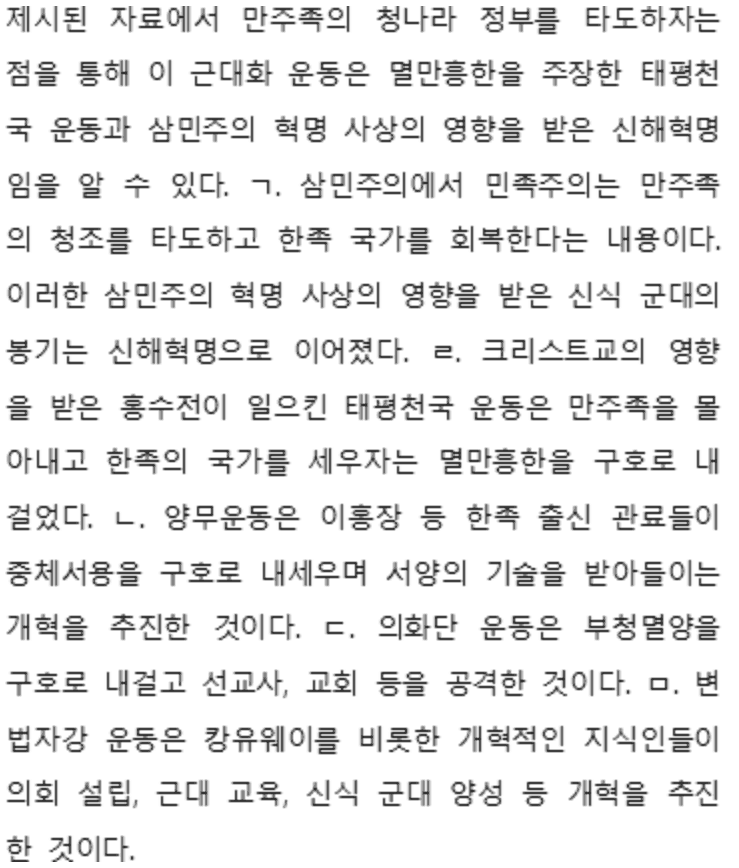 제시된 자료에서 만주족의 청나라 정부를 타도하자는
점을 통해 이 근대화 운동은 멸만흥한을 주장한 태평천
국 운동과 삼민주의 혁명 사상의 영향을 받은 신해혁명
임을 알 수 있다. ㄱ. 삼민주의에서 민족주의는 만주족
의 청조를 타도하고 한족 국가를 회복한다는 내용이다.
이러한 삼민주의 혁명 사상의 영향을 받은 신식 군대의
봉기는 신해혁명으로 이어졌다. ㄹ. 크리스트교의 영향
을 받은 홍수전이 일으킨 태평천국 운동은 만주족을 몰
아내고 한족의 국가를 세우자는 멸만흥한을 구호로 내
걸었다. ㄴ. 양무운동은 이홍장 등 한족 출신 관료들이
중체서용을 구호로 내세우며 서양의 기술을 받아들이는
개혁을 추진한 것이다. ㄷ. 의화단 운동은 부청멸양을
구호로 내걸고 선교사, 교회 등을 공격한 것이다. ㅁ. 변
법자강 운동은 캉유웨이를 비롯한 개혁적인 지식인들이
의회 설립, 근대 교육, 신식 군대 양성 등 개혁을 추진
한 것이다.